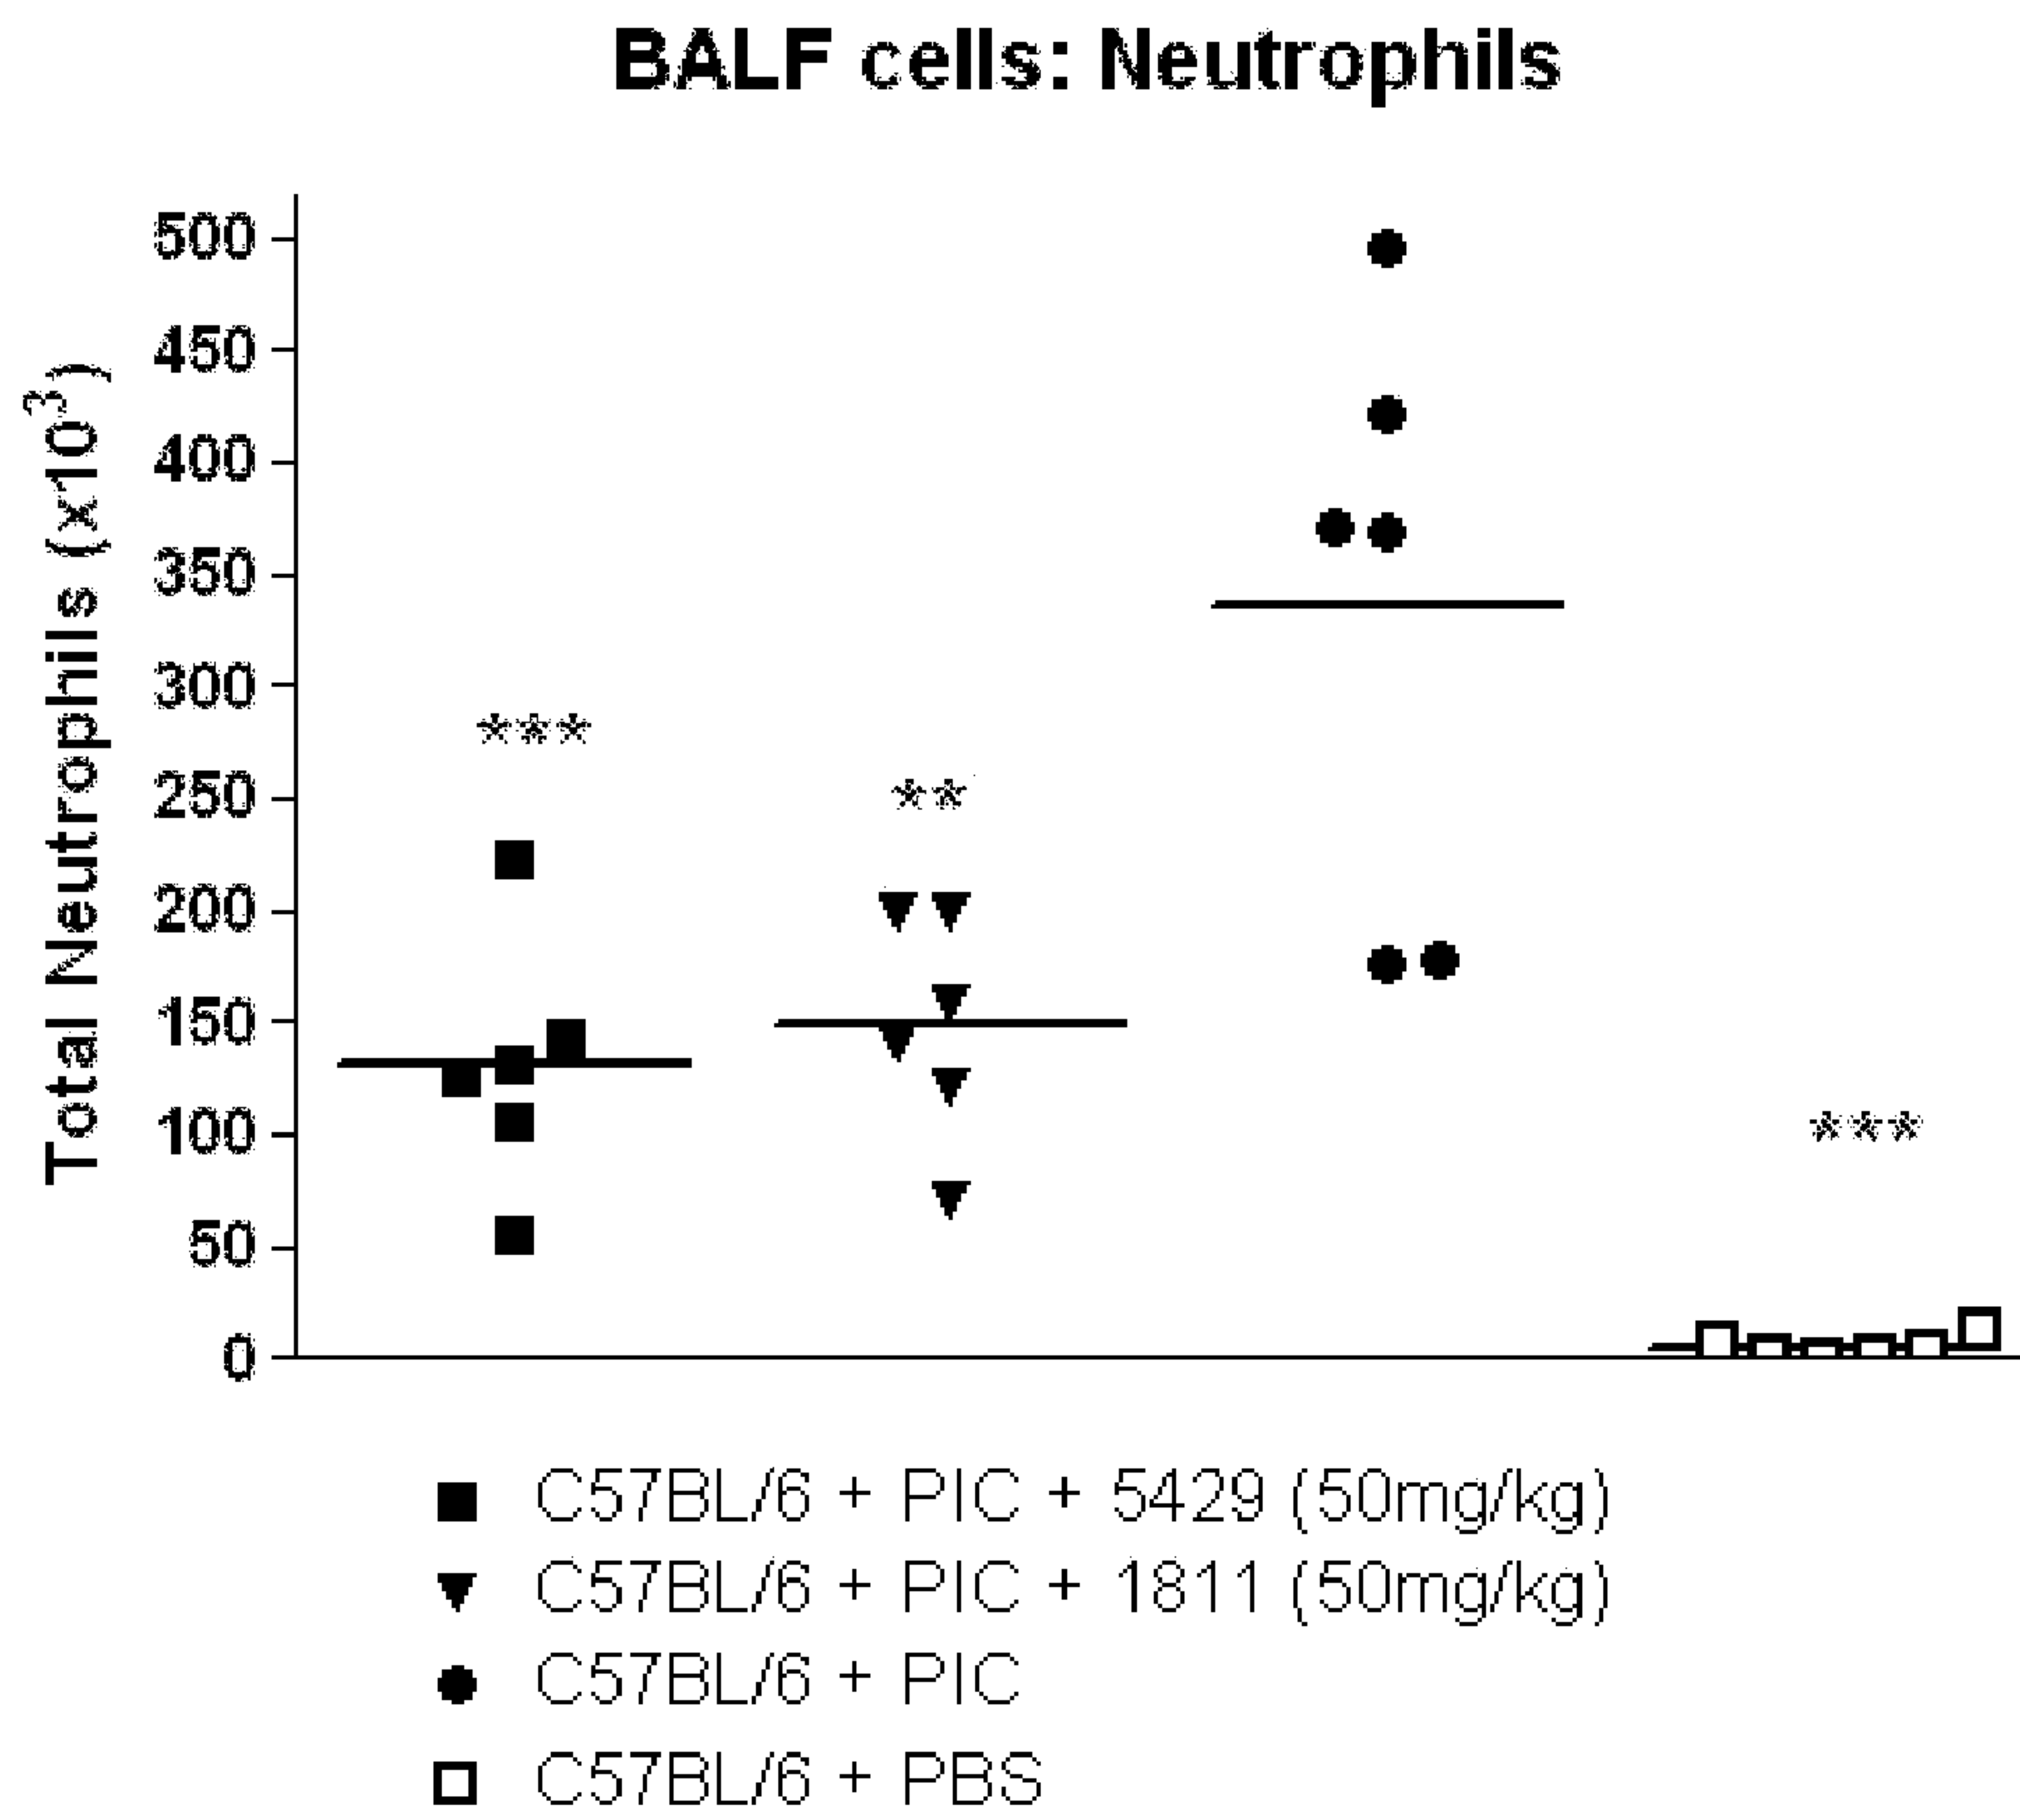 BALF cells: Neutrophils
Total Neutrophils (x10³)
500
450
400
350
300
250
200
150
100
50
0
***
**
***
C57BL/6 + PIC + 5429 (50mg/kg)
C57BL/6 + PIC + 1811 (50mg/kg)
C57BL/6 + PIC
C57BL/6 + PBS